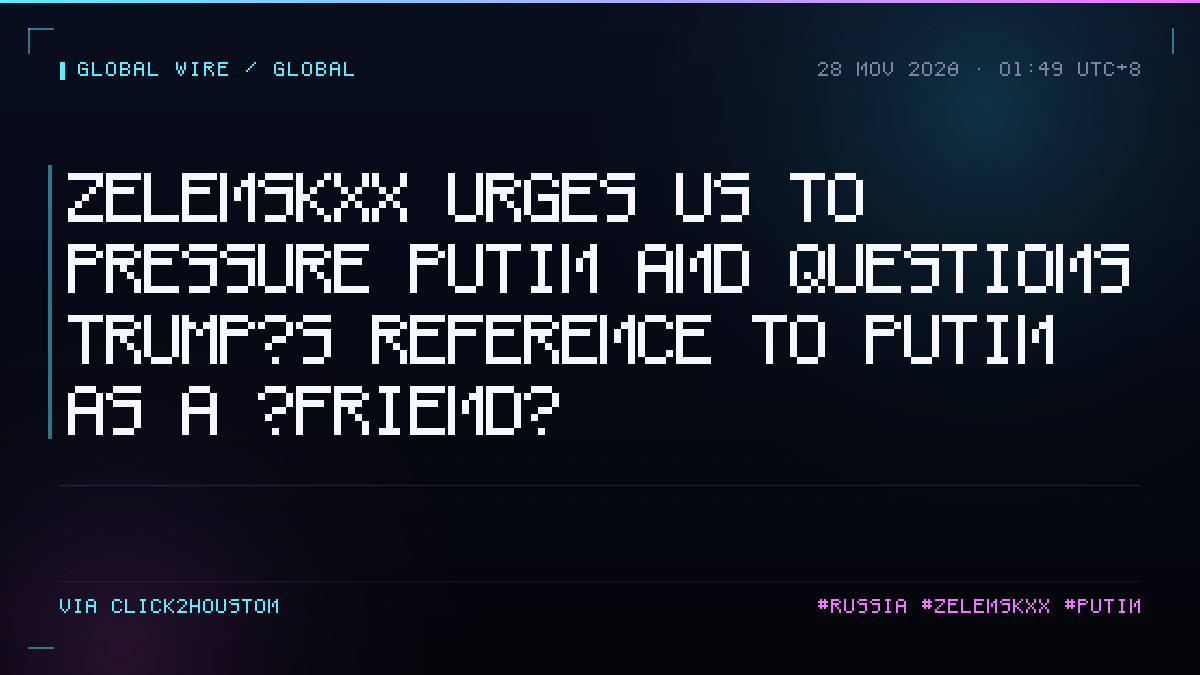 GLOBAL WIRE / GLOBAL
28 NOV · 01:49 UTC+8
ZELENSKYY URGES US TO
PRESSURE PUTIN AND QUESTIONS
TRUMP?S REFERENCE TO PUTIN
AS A ?FRIEND?
VIA CLICK2HOUSTON
#RUSSIA #ZELENSKYY #PUTIN